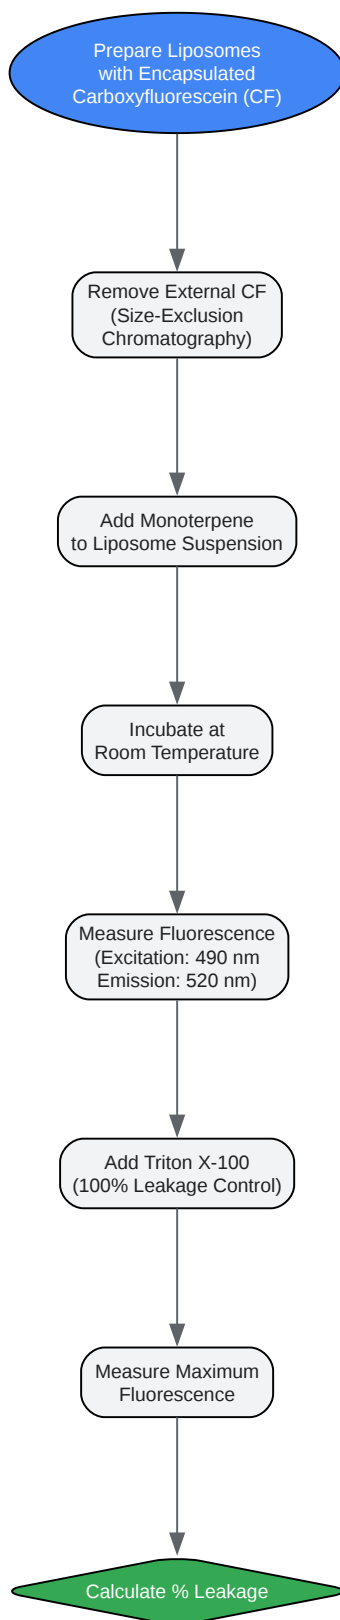 Prepare Liposomes
with Encapsulated
Carboxyfluorescein (CF)
Remove External CF
(Size-Exclusion
Chromatography)
Add Monoterpene
to Liposome Suspension
Incubate at
Room Temperature
Measure Fluorescence
(Excitation: 490 nm
Emission: 520 nm)
Add Triton X-100
(100% Leakage Control)
Measure Maximum
Fluorescence
Calculate % Leakage